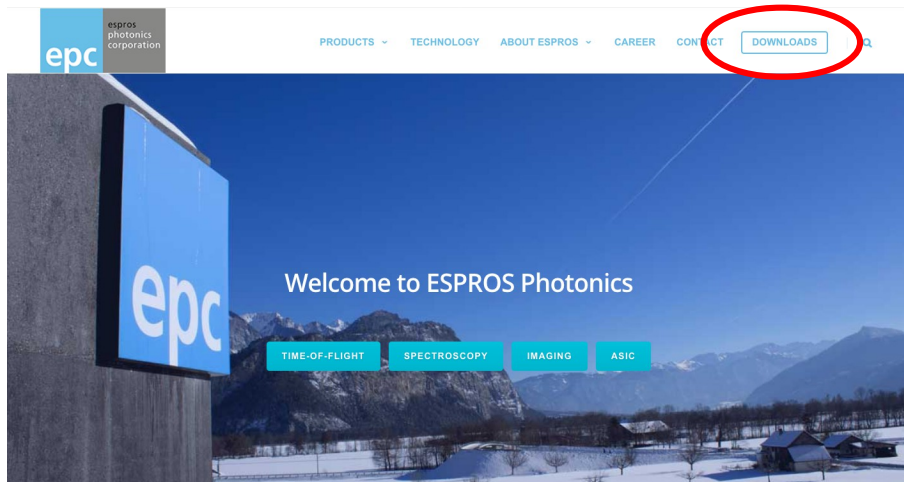 espros
photonics
corporation
epc
PRODUCTS
TECHNOLOGY
ABOUT ESPROS
CAREER
CONTACT
DOWNLOADS
epc
Welcome to ESPROS Photonics
TIME-OF-FLIGHT
SPECTROSCOPY
IMAGING
ASIC